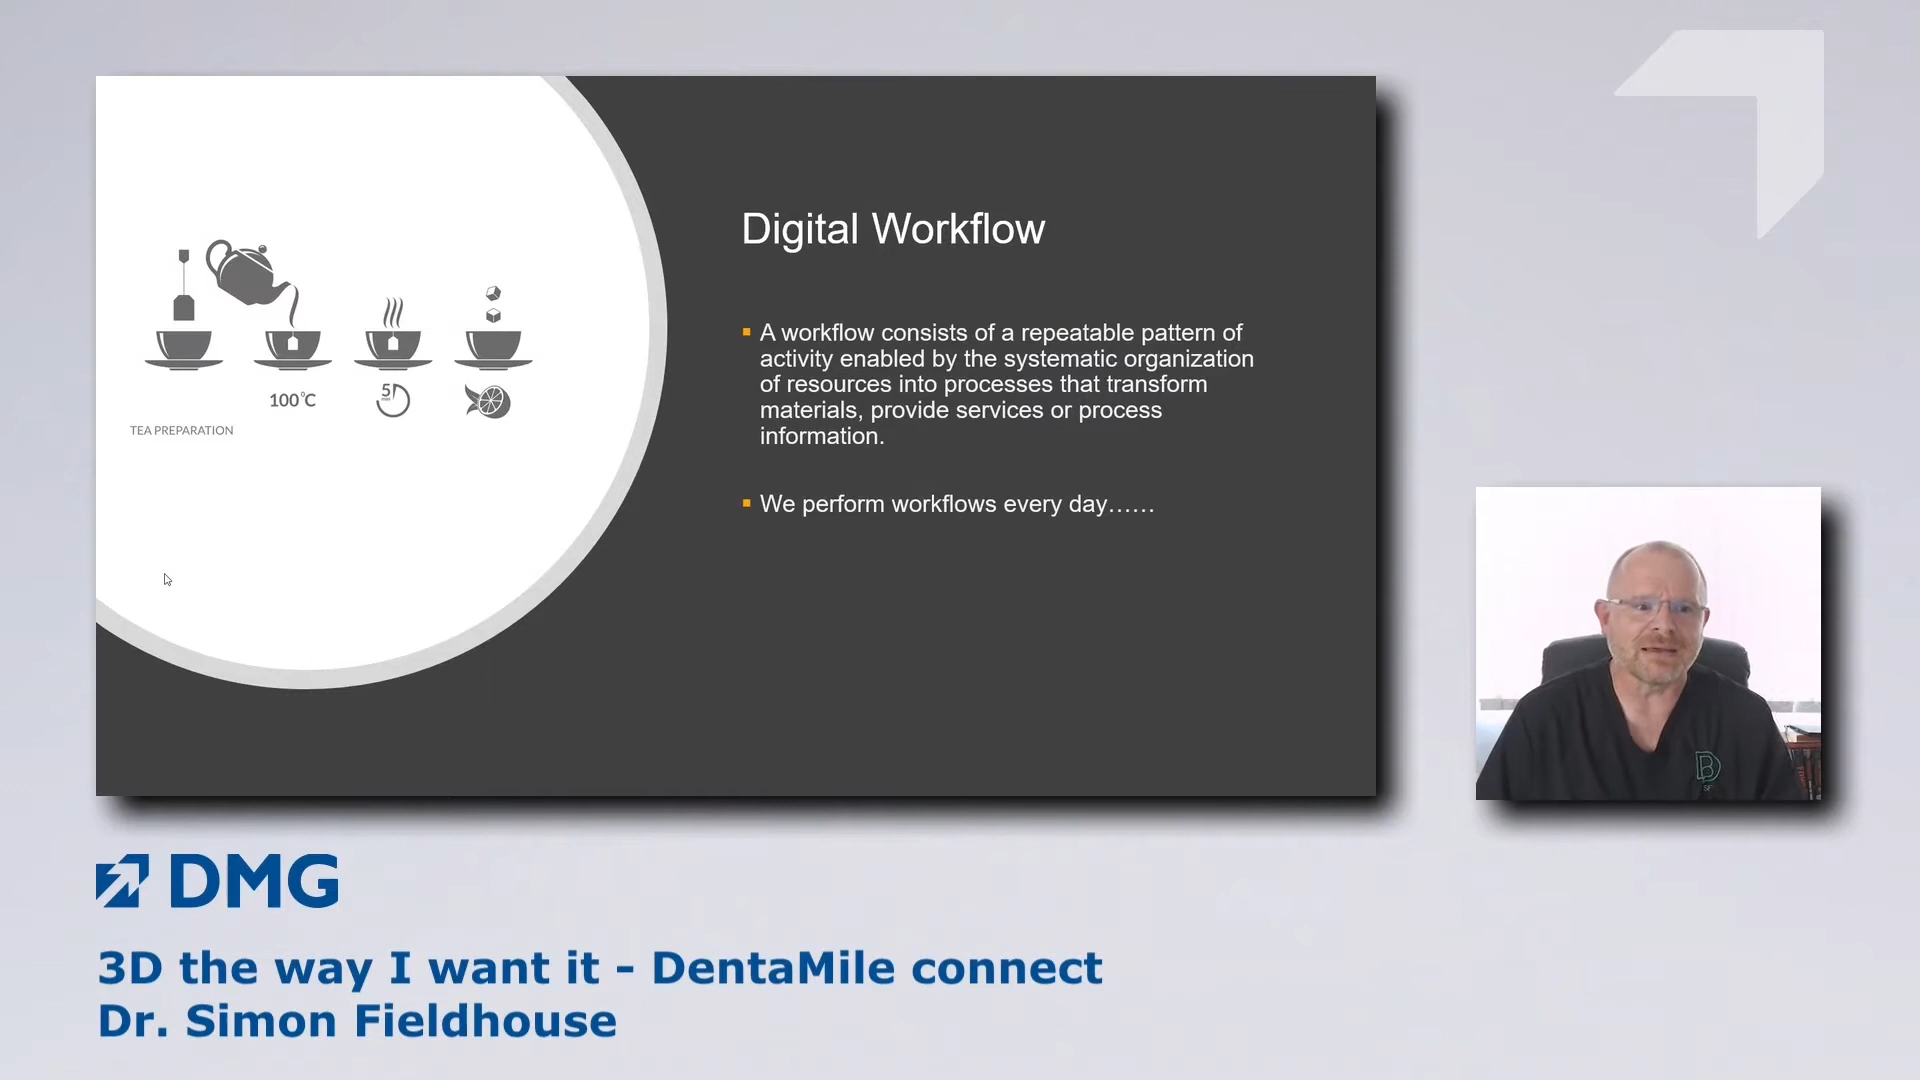 Digital Workflow
A workflow consists of a repeatable pattern of
activity enabled by the systematic organization
of resources into processes that transform
materials, provide services or process
information.
We perform workflows every day……
100°C
5
TEA PREPARATION
DMG
3D the way I want it - DentaMile connect
Dr. Simon Fieldhouse